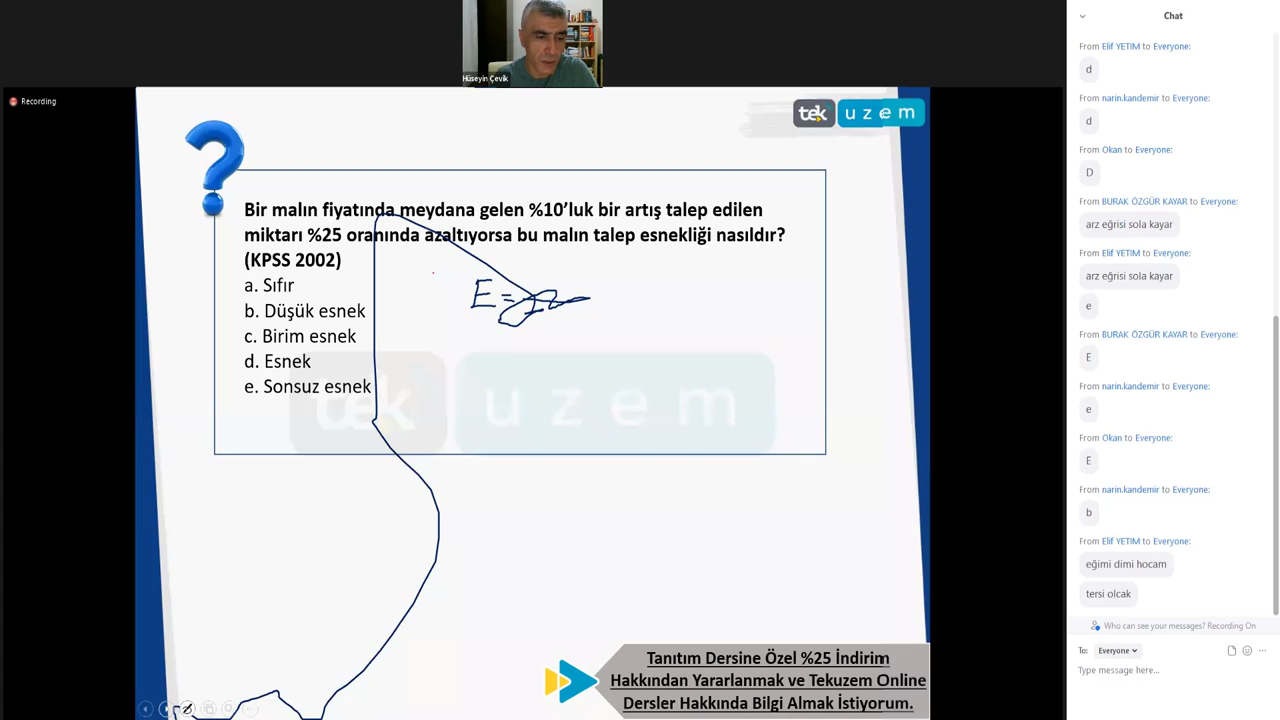 Hüseyin Çevik
Recording
tek uzem
Bir malın fiyatında meydana gelen %10'luk bir artış talep edilen
miktarı %25 oranında azaltıyorsa bu malın talep esnekliği nasıldır?
(KPSS 2002)
a. Sıfır
b. Düşük esnek
c. Birim esnek
d. Esnek
e. Sonsuz esnek
E =
tek uzem
Tanıtım Dersine Özel %25 İndirim
Hakkından Yararlanmak ve Tekuzem Online
Dersler Hakkında Bilgi Almak İstiyorum.
Chat
From Elif YETIM to Everyone:
d
From narin.kandemir to Everyone:
d
From Okan to Everyone:
D
From BURAK ÖZGÜR KAYAR to Everyone:
arz eğrisi sola kayar
From Elif YETIM to Everyone:
arz eğrisi sola kayar
e
From BURAK ÖZGÜR KAYAR to Everyone:
E
From narin.kandemir to Everyone:
e
From Okan to Everyone:
E
From narin.kandemir to Everyone:
b
From Elif YETIM to Everyone:
eğimi dimi hocam
tersi olcak
Who can see your messages? Recording On
To: Everyone
Type message here...